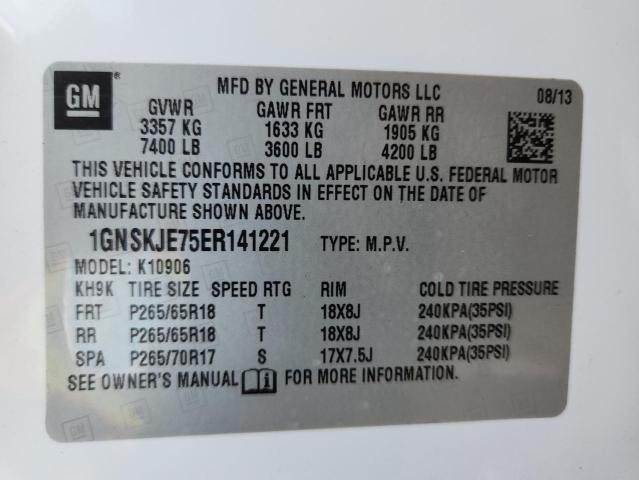 GM
MFD BY GENERAL MOTORS LLC 08/13
GVWR GAWR FRT GAWR RR
3357 KG 1633 KG 1905 KG
7400 LB 3600 LB 4200 LB
THIS VEHICLE CONFORMS TO ALL APPLICABLE U.S. FEDERAL MOTOR
VEHICLE SAFETY STANDARDS IN EFFECT ON THE DATE OF
MANUFACTURE SHOWN ABOVE.
1GNSKJE75ER141221 TYPE: M.P.V.
MODEL: K10906
KH9K TIRE SIZE SPEED RTG RIM COLD TIRE PRESSURE
FRT P265/65R18 T 18X8J 240KPA(35PSI)
RR P265/65R18 T 18X8J 240KPA(35PSI)
SPA P265/70R17 S 17X7.5J 240KPA(35PSI)
SEE OWNER'S MANUAL FOR MORE INFORMATION.